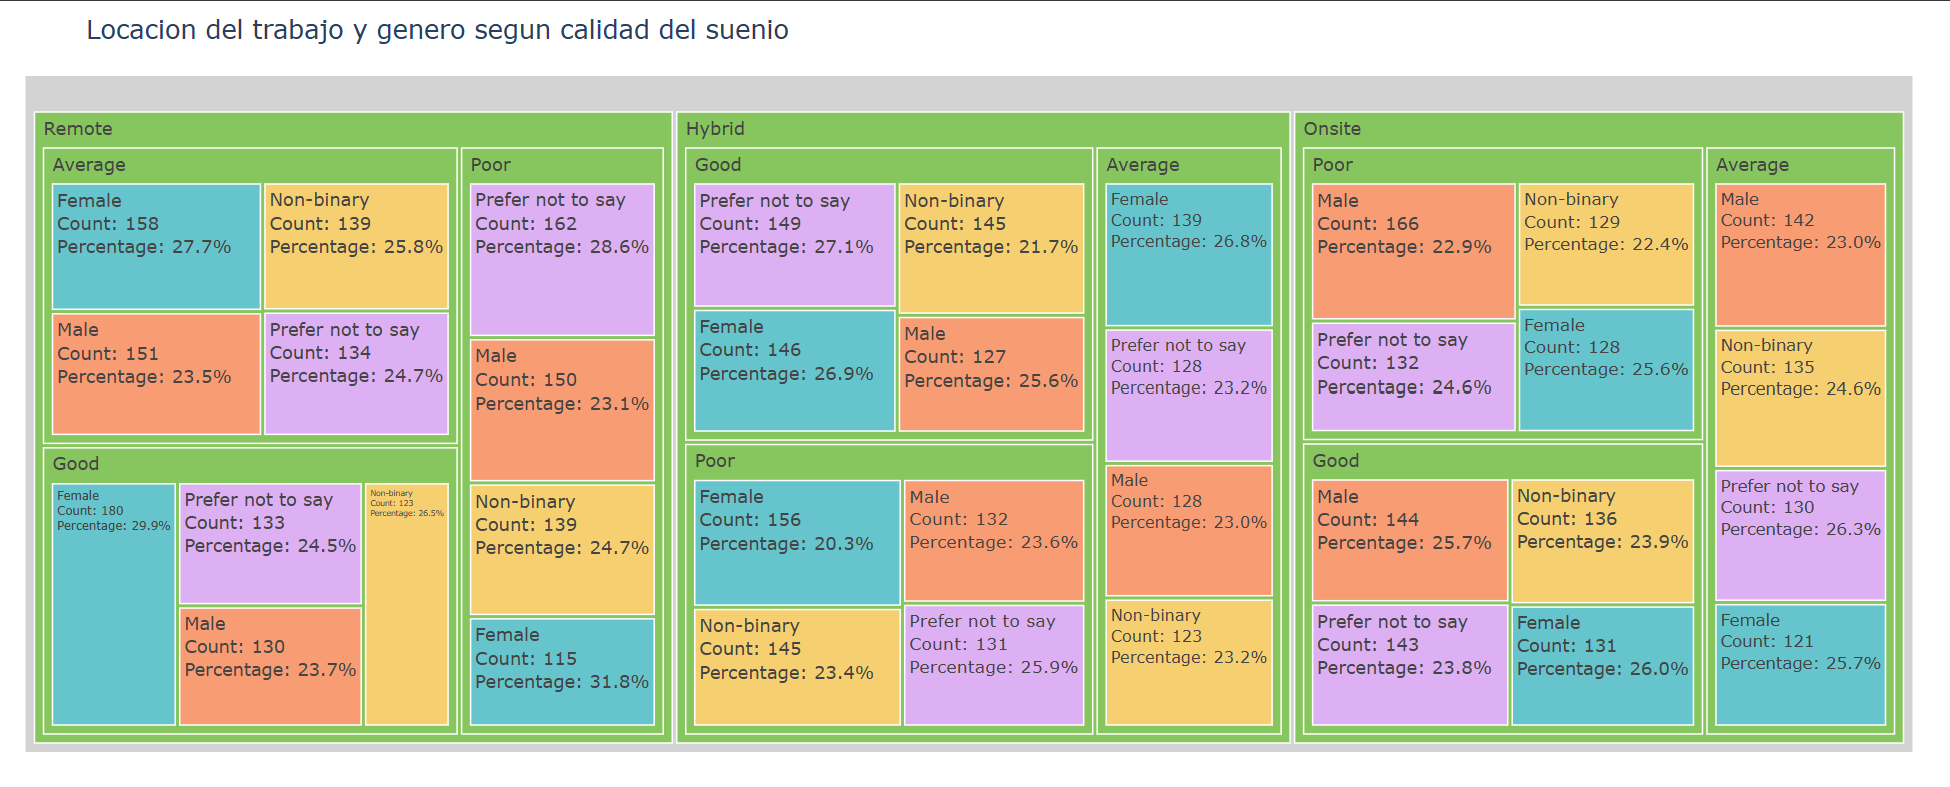 Locacion del trabajo y genero segun calidad del suenio
Remote
Average
Female
Count: 158
Percentage: 27.7%
Non-binary
Count: 139
Percentage: 25.8%
Male
Count: 151
Percentage: 23.5%
Prefer not to say
Count: 134
Percentage: 24.7%
Good
Female
Count: 180
Percentage: 29.9%
Prefer not to say
Count: 133
Percentage: 24.5%
Male
Count: 130
Percentage: 23.7%
Non-binary
Count: 123
Percentage: 26.5%
Poor
Prefer not to say
Count: 162
Percentage: 28.6%
Male
Count: 150
Percentage: 23.1%
Non-binary
Count: 139
Percentage: 24.7%
Female
Count: 115
Percentage: 31.8%
Hybrid
Good
Prefer not to say
Count: 149
Percentage: 27.1%
Non-binary
Count: 145
Percentage: 21.7%
Female
Count: 146
Percentage: 26.9%
Male
Count: 127
Percentage: 25.6%
Poor
Female
Count: 156
Percentage: 20.3%
Male
Count: 132
Percentage: 23.6%
Non-binary
Count: 145
Percentage: 23.4%
Prefer not to say
Count: 131
Percentage: 25.9%
Average
Female
Count: 139
Percentage: 26.8%
Prefer not to say
Count: 128
Percentage: 23.2%
Male
Count: 128
Percentage: 23.0%
Non-binary
Count: 123
Percentage: 23.2%
Onsite
Poor
Male
Count: 166
Percentage: 22.9%
Non-binary
Count: 129
Percentage: 22.4%
Prefer not to say
Count: 132
Percentage: 24.6%
Female
Count: 128
Percentage: 25.6%
Good
Male
Count: 144
Percentage: 25.7%
Non-binary
Count: 136
Percentage: 23.9%
Prefer not to say
Count: 143
Percentage: 23.8%
Female
Count: 131
Percentage: 26.0%
Average
Male
Count: 142
Percentage: 23.0%
Non-binary
Count: 135
Percentage: 24.6%
Prefer not to say
Count: 130
Percentage: 26.3%
Female
Count: 121
Percentage: 25.7%